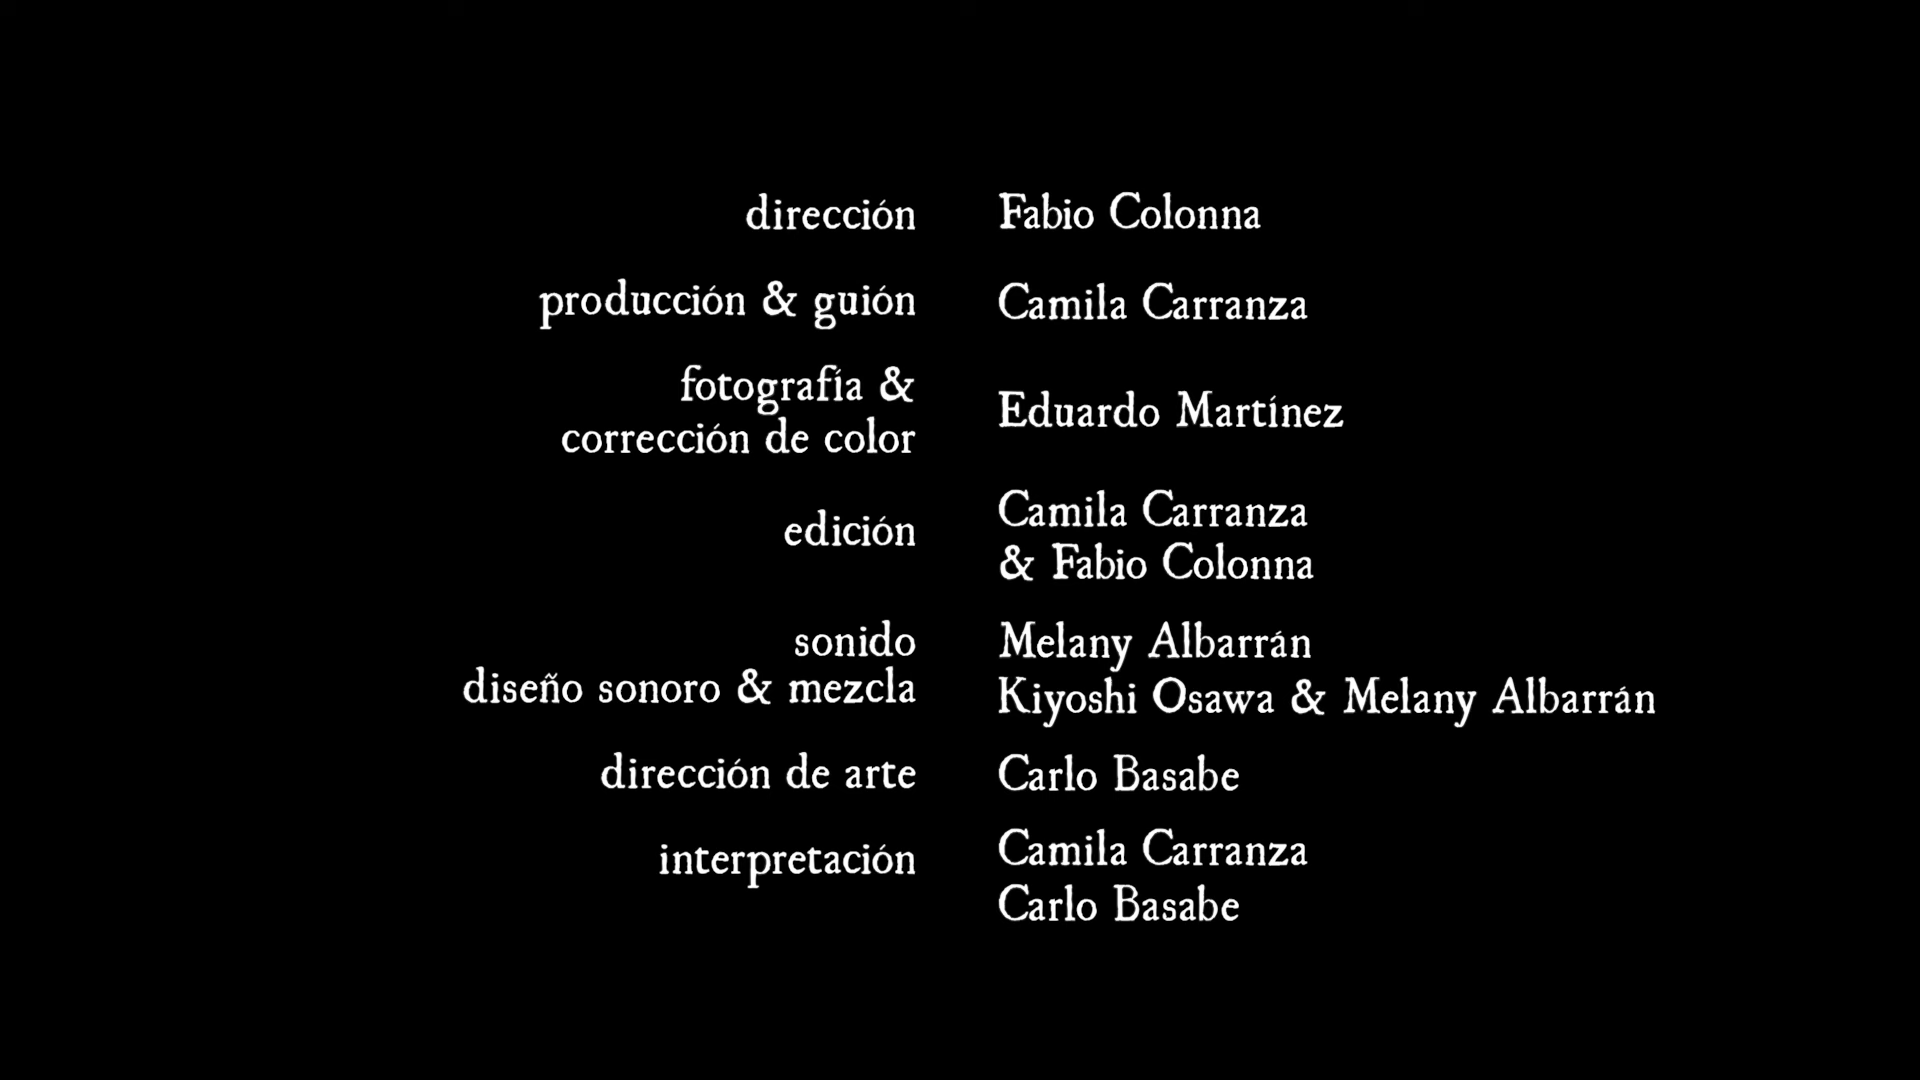 dirección Fabio Colonna
producción & guión Camila Carranza
fotografía &
corrección de color Eduardo Martínez
edición Camila Carranza
& Fabio Colonna
sonido Melany Albarrán
diseño sonoro & mezcla Kiyoshi Osawa & Melany Albarrán
dirección de arte Carlo Basabe
interpretación Camila Carranza
Carlo Basabe